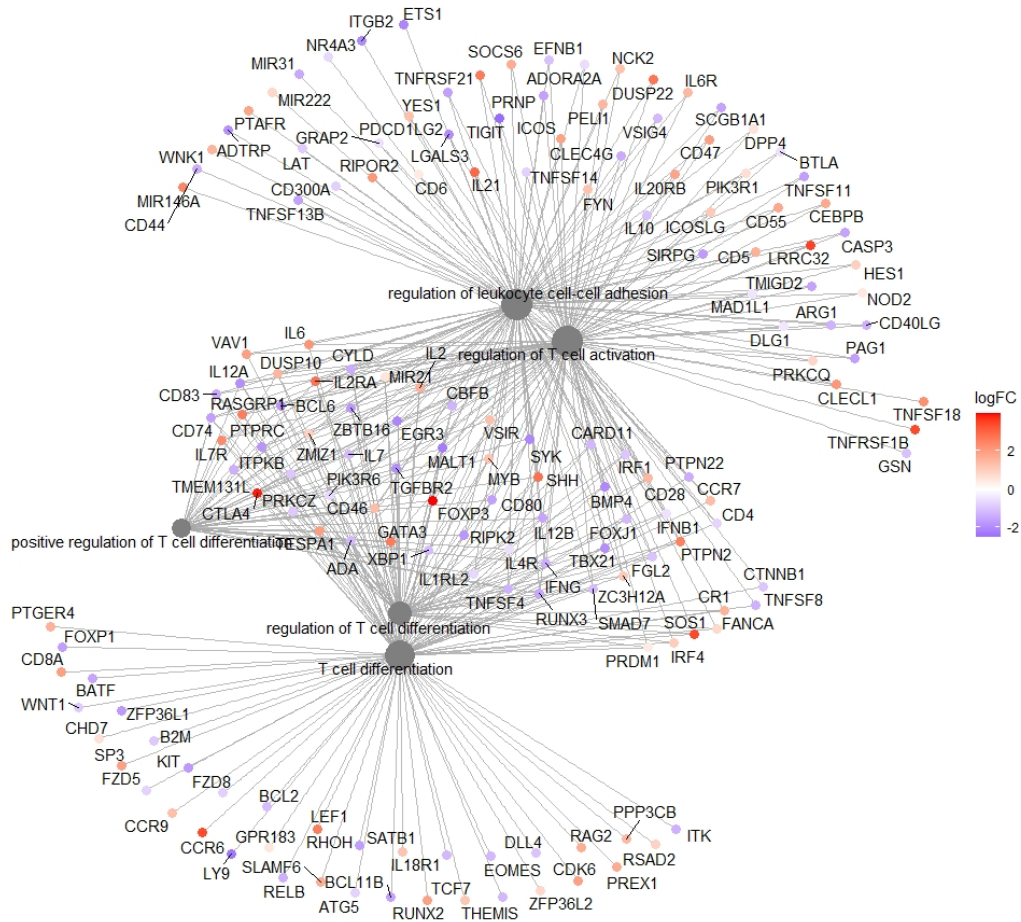 ETS1
ITGB2
NR4A3
SOCS6
EFNB1
NCK2
MIR31
TNFRSF21
ADORA2A
DUSP22
IL6R
MIR222
YES1
PRNP
PELI1
SCGB1A1
PTAFR
GRAP2
PDCD1LG2
TIGIT
ICOS
VSIG4
DPP4
ADTRP
LAT
LGALS3
CLEC4G
CD47
BTLA
WNK1
RIPOR2
CD6
IL21
TNFSF14
IL20RB
PIK3R1
TNFSF11
MIR146A
CD300A
FYN
CD44
TNFSF13B
IL10
ICOSLG
CD55
CEBPB
SIRPG
CD5
LRRC32
CASP3
TMIGD2
HES1
regulation of leukocyte cell-cell adhesion
MAD1L1
NOD2
ARG1
CD40LG
VAV1
IL6
DLG1
regulation of T cell activation
PAG1
DUSP10
CYLD
IL2
PRKCQ
IL12A
IL2RA
MIR21
CLECL1
CD83
RASGRP1
BCL6
CBFB
TNFSF18
CD74
PTPRC
ZBTB16
EGR3
VSIR
CARD11
TNFRSF1B
IL7R
ITPKB
ZMIZ1
IL7
MALT1
SYK
IRF1
PTPN22
GSN
TMEM131L
PIK3R6
TGFBR2
MYB
SHH
CCR7
CTLA4
PRKCZ
CD46
FOXP3
CD80
BMP4
CD28
CD4
positive regulation of T cell differentiation
TESPA1
GATA3
RIPK2
IL12B
FOXJ1
IFNB1
ADA
XBP1
IL4R
TBX21
PTPN2
IL1RL2
IFNG
FGL2
CTNNB1
TNFSF4
ZC3H12A
CR1
TNFSF8
RUNX3
SMAD7
SOS1
FANCA
PTGER4
regulation of T cell differentiation
FOXP1
PRDM1
IRF4
CD8A
T cell differentiation
BATF
WNT1
ZFP36L1
CHD7
B2M
SP3
KIT
FZD5
FZD8
BCL2
CCR9
LEF1
PPP3CB
ITK
CCR6
GPR183
RHOH
SATB1
DLL4
RAG2
RSAD2
LY9
SLAMF6
IL18R1
EOMES
CDK6
PREX1
RELB
BCL11B
TCF7
ZFP36L2
ATG5
RUNX2
THEMIS
logFC
4
2
0
-2